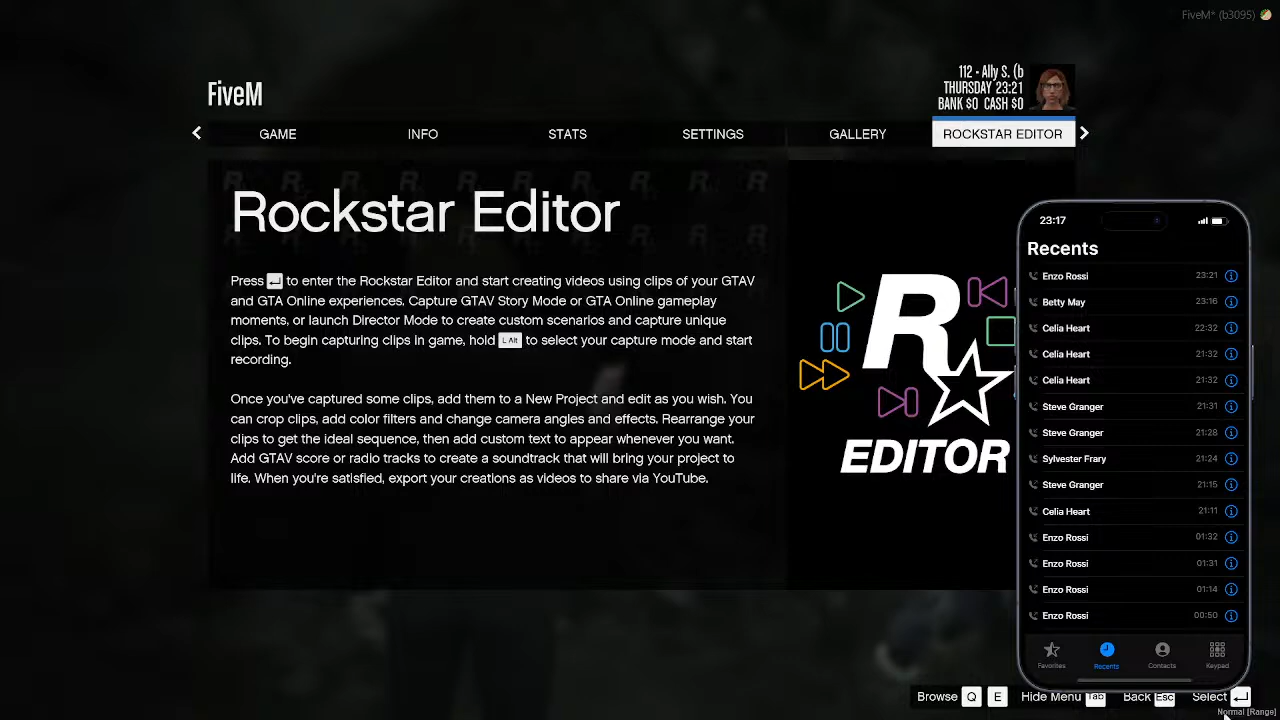 FiveM* (b3095)
FiveM
112 - Ally S. (b
THURSDAY 23:21
BANK $0 CASH $0
GAME
INFO
STATS
SETTINGS
GALLERY
ROCKSTAR EDITOR
Rockstar Editor
Press to enter the Rockstar Editor and start creating videos using clips of your GTAV
and GTA Online experiences. Capture GTAV Story Mode or GTA Online gameplay
moments, or launch Director Mode to create custom scenarios and capture unique
clips. To begin capturing clips in game, hold L Alt to select your capture mode and start
recording.
Once you've captured some clips, add them to a New Project and edit as you wish. You
can crop clips, add color filters and change camera angles and effects. Rearrange your
clips to get the ideal sequence, then add custom text to appear whenever you want.
Add GTAV score or radio tracks to create a soundtrack that will bring your project to
life. When you're satisfied, export your creations as videos to share via YouTube.
R
EDITOR
23:17
Recents
Enzo Rossi 23:21
Betty May 23:16
Celia Heart 22:32
Celia Heart 21:32
Celia Heart 21:32
Steve Granger 21:31
Steve Granger 21:28
Sylvester Frary 21:24
Steve Granger 21:15
Celia Heart 21:11
Enzo Rossi 01:32
Enzo Rossi 01:31
Enzo Rossi 01:14
Enzo Rossi 00:50
Favorites
Recents
Contacts
Keypad
Browse Q E Hide Menu Tab Back Esc Select
Normal [Range]